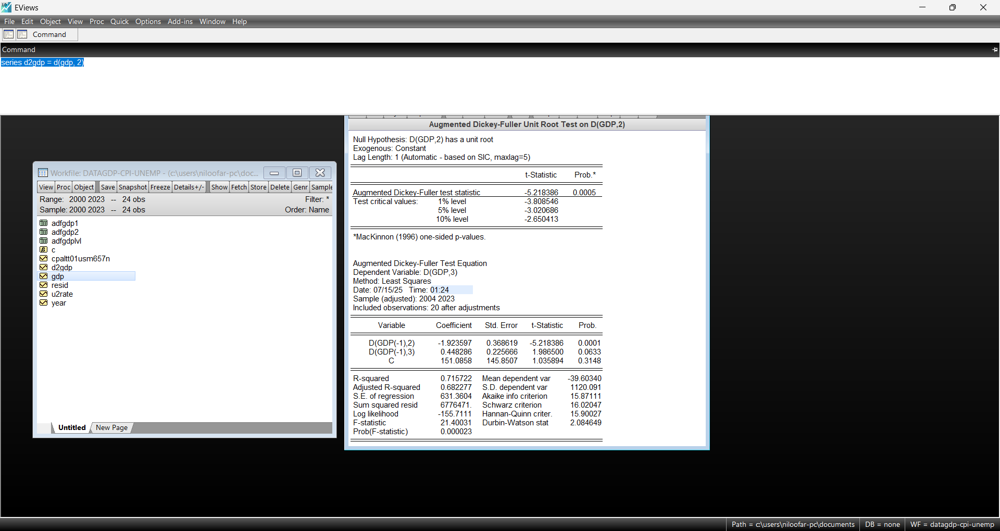 EViews
File Edit Object View Proc Quick Options Add-ins Window Help
Command
Command
series d2gdp = d(gdp, 2)
Workfile: DATAGDP-CPI-UNEMP - (c:\users\niloofar-pc\doc...
View Proc Object Save Snapshot Freeze Details+/- Show Fetch Store Delete Genr Sample
Range: 2000 2023 -- 24 obs Filter: *
Sample: 2000 2023 -- 24 obs Order: Name
adfgdp1
adfgdp2
adfgdplvl
c
cpaltt01usm657n
d2gdp
gdp
resid
u2rate
year
Untitled New Page
Augmented Dickey-Fuller Unit Root Test on D(GDP,2)
Null Hypothesis: D(GDP,2) has a unit root
Exogenous: Constant
Lag Length: 1 (Automatic - based on SIC, maxlag=5)
t-Statistic Prob.*
Augmented Dickey-Fuller test statistic -5.218386 0.0005
Test critical values: 1% level -3.808546
5% level -3.020686
10% level -2.650413
*MacKinnon (1996) one-sided p-values.
Augmented Dickey-Fuller Test Equation
Dependent Variable: D(GDP,3)
Method: Least Squares
Date: 07/15/25 Time: 01:24
Sample (adjusted): 2004 2023
Included observations: 20 after adjustments
Variable Coefficient Std. Error t-Statistic Prob.
D(GDP(-1),2) -1.923597 0.368619 -5.218386 0.0001
D(GDP(-1),3) 0.448286 0.225666 1.986500 0.0633
C 151.0858 145.8507 1.035894 0.3148
R-squared 0.715722 Mean dependent var -39.60340
Adjusted R-squared 0.682277 S.D. dependent var 1120.091
S.E. of regression 631.3604 Akaike info criterion 15.87111
Sum squared resid 6776471. Schwarz criterion 16.02047
Log likelihood -155.7111 Hannan-Quinn criter. 15.90027
F-statistic 21.40031 Durbin-Watson stat 2.084649
Prob(F-statistic) 0.000023
Path = c:\users\niloofar-pc\documents DB = none WF = datagdp-cpi-unemp